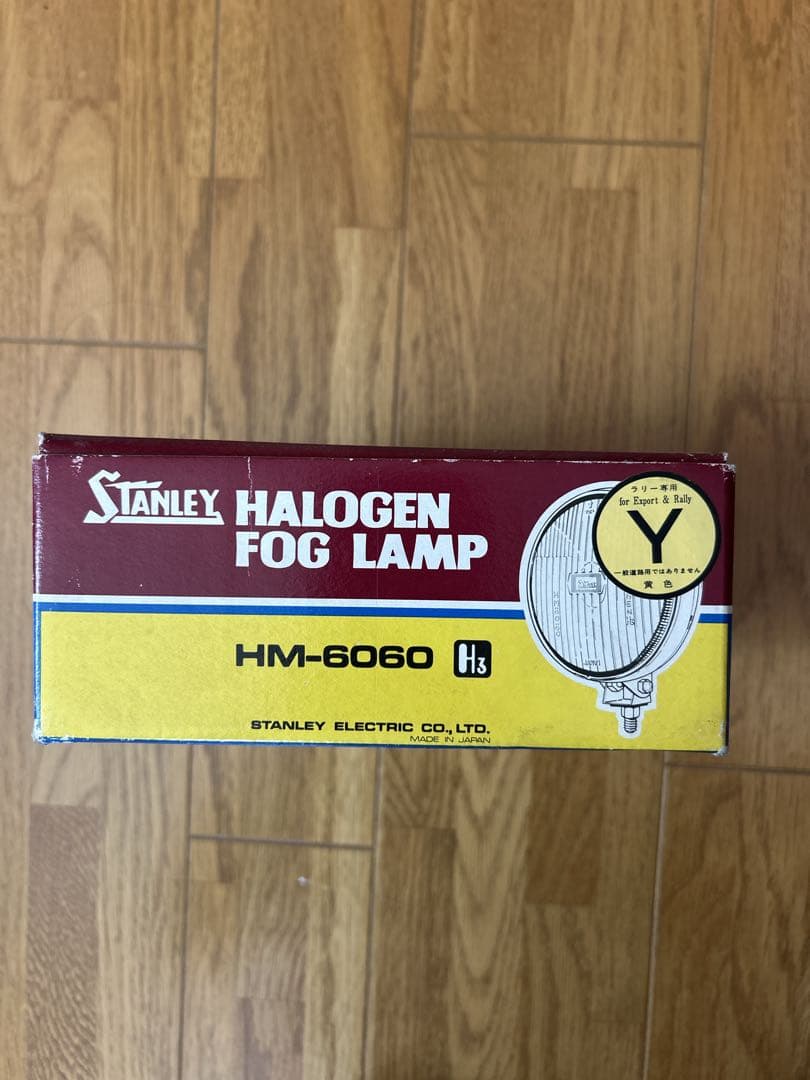 STANLEY
HALOGEN
FOG LAMP
ラリー専用
for Export & Rally
Y
一般道路用ではありません
黄色
HM-6060 H3
STANLEY ELECTRIC CO., LTD.
MADE IN JAPAN